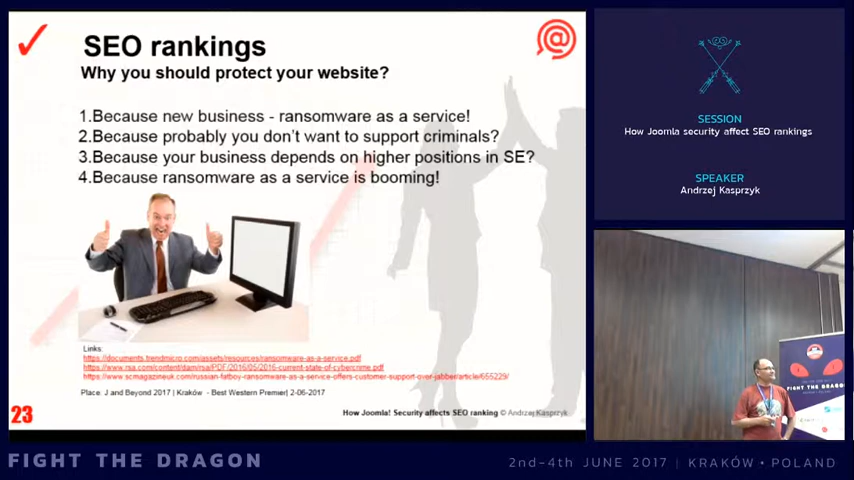 SEO rankings
Why you should protect your website?
1.Because new business - ransomware as a service!
2.Because probably you don't want to support criminals?
3.Because your business depends on higher positions in SE?
4.Because ransomware as a service is booming!
Links:
https://documents.trendmicro.com/assets/resources/ransomware-as-a-service.pdf
https://www.rsa.com/content/dam/rsa/PDF/2016/05/2016-current-state-of-cybercrime.pdf
https://www.scmagazineuk.com/russian-fatboy-ransomware-as-a-service-offers-customer-support-over-jabber/article/655229/
Place: J and Beyond 2017 | Kraków - Best Western Premier| 2-06-2017
23
How Joomla! Security affects SEO ranking © Andrzej Kasprzyk
SESSION
How Joomla security affect SEO rankings
SPEAKER
Andrzej Kasprzyk
FIGHT THE DRAGON
FIGHT THE DRAGON
2nd-4th JUNE 2017 | KRAKÓW • POLAND